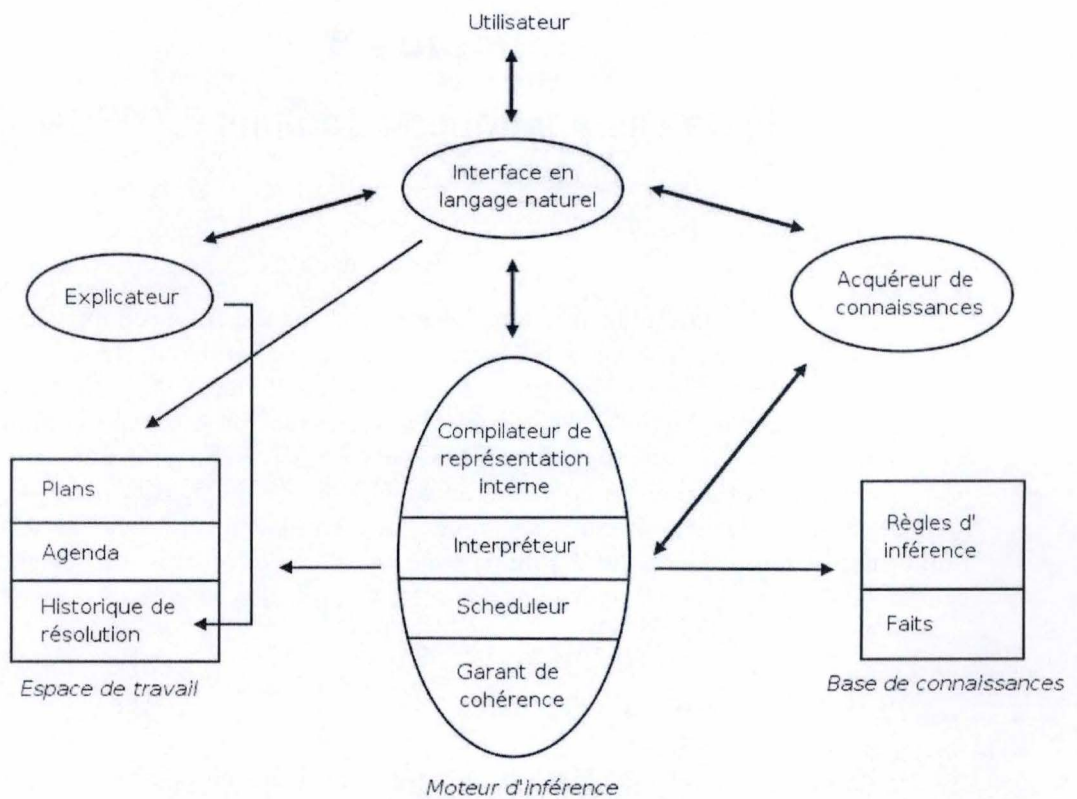 Utilisateur
Interface en
langage naturel
Explicateur
Acquéreur de
connaissances
Compilateur de
représentation
interne
Interpréteur
Scheduleur
Garant de
cohérence
Moteur d'inférence
Plans
Agenda
Historique de
résolution
Espace de travail
Règles d'
inférence
Faits
Base de connaissances